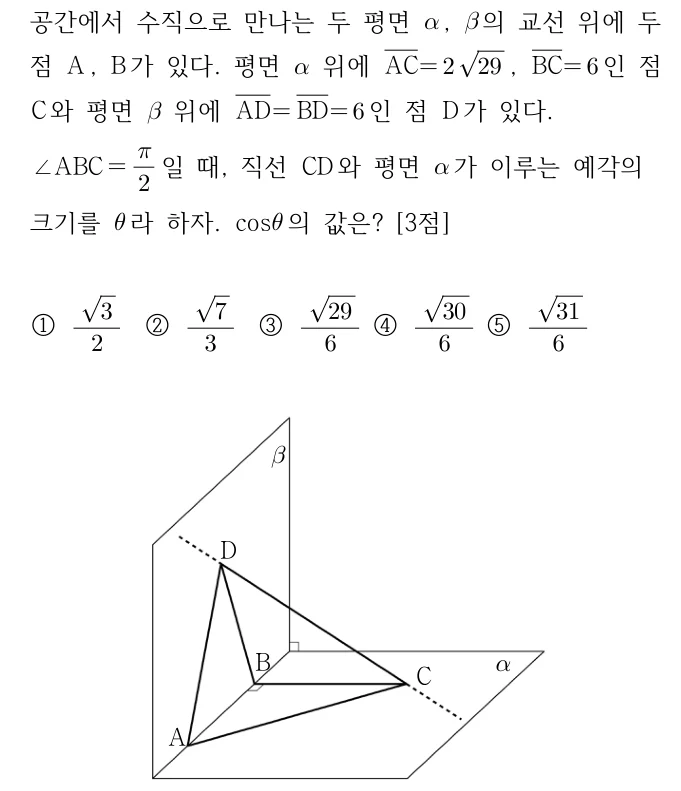 공간에서 수직으로 만나는 두 평면 α, β의 교선 위에 두
점 A, B가 있다. 평면 α 위에 \overline{AC}=2√29, \overline{BC}=6인 점
C와 평면 β 위에 \overline{AD}=\overline{BD}=6인 점 D가 있다.
∠ABC=π/2일 때, 직선 CD와 평면 α가 이루는 예각의
크기를 θ라 하자. cosθ의 값은? [3점]
① √3/2 ② √7/3 ③ √29/6 ④ √30/6 ⑤ √31/6
β
D
B
C
α
A